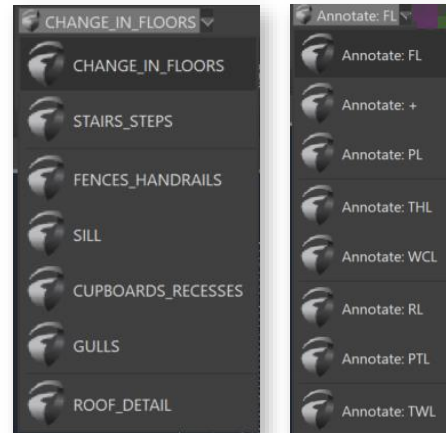 CHANGE_IN_FLOORS
CHANGE_IN_FLOORS
STAIRS_STEPS
FENCES_HANDRAILS
SILL
CUPBOARDS_RECESSES
GULLS
ROOF_DETAIL
Annotate: FL
Annotate: FL
Annotate: +
Annotate: PL
Annotate: THL
Annotate: WCL
Annotate: RL
Annotate: PTL
Annotate: TWL